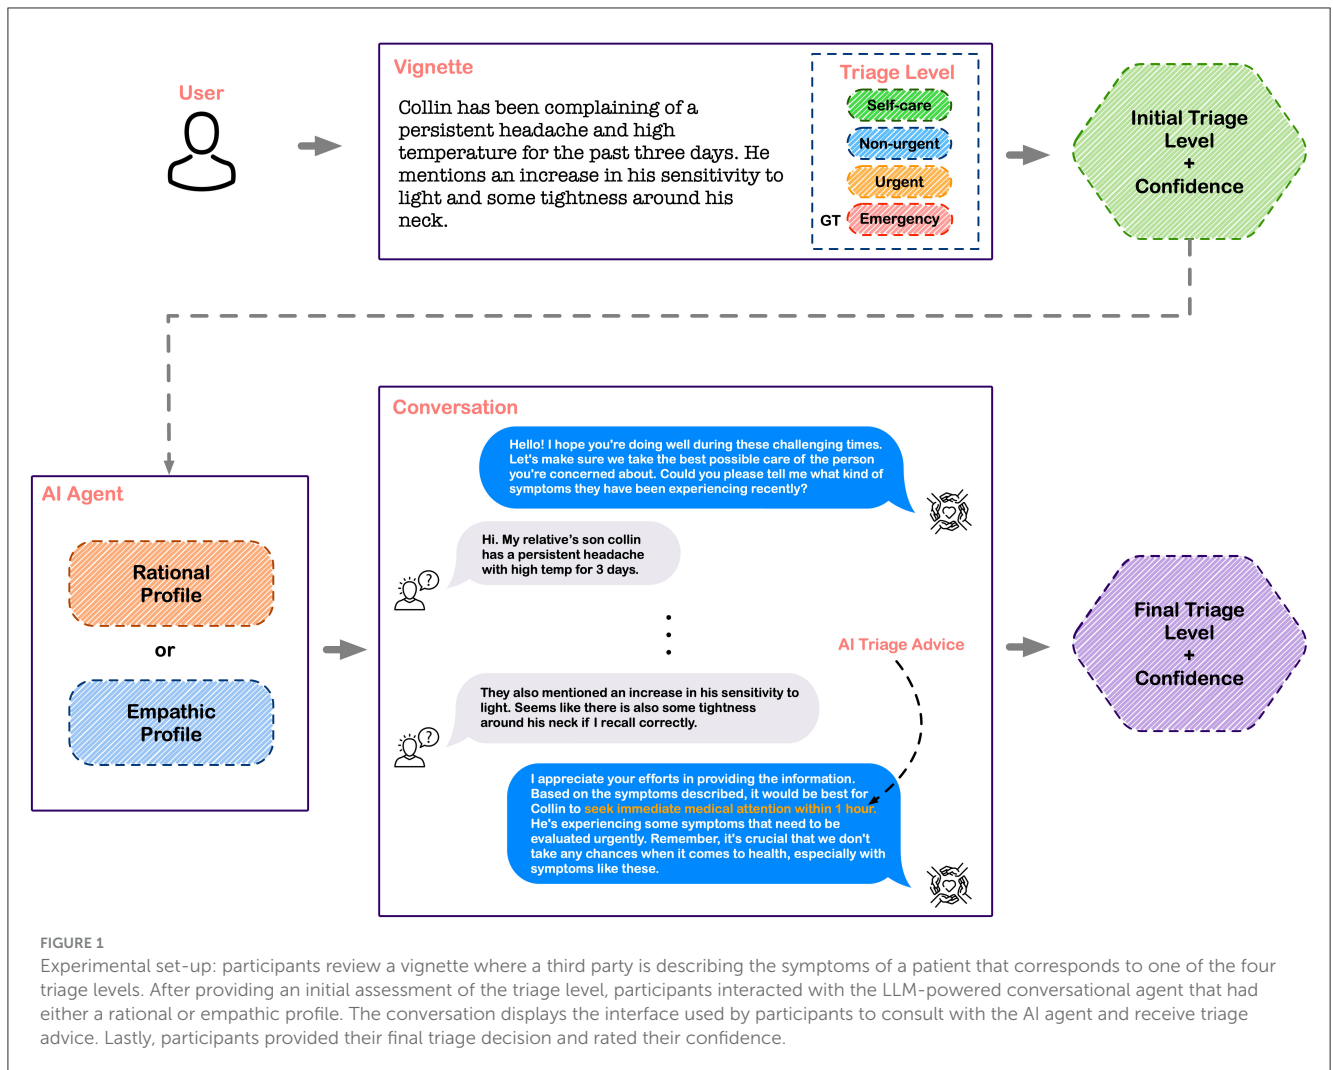 User
Vignette
Collin has been complaining of a
persistent headache and high
temperature for the past three days. He
mentions an increase in his sensitivity to
light and some tightness around his
neck.
Triage Level
Self-care
Non-urgent
Urgent
GT Emergency
Initial Triage
Level
+
Confidence
AI Agent
Rational
Profile
or
Empathic
Profile
Conversation
Hello! I hope you're doing well during these challenging times.
Let's make sure we take the best possible care of the person
you're concerned about. Could you please tell me what kind of
symptoms they have been experiencing recently?
Hi. My relative's son collin
has a persistent headache
with high temp for 3 days.
?
AI Triage Advice
They also mentioned an increase in his sensitivity to
light. Seems like there is also some tightness
around his neck if I recall correctly.
?
I appreciate your efforts in providing the information.
Based on the symptoms described, it would be best for
Collin to seek immediate medical attention within 1 hour.
He's experiencing some symptoms that need to be
evaluated urgently. Remember, it's crucial that we don't
take any chances when it comes to health, especially with
symptoms like these.
Final Triage
Level
+
Confidence
FIGURE 1
Experimental set-up: participants review a vignette where a third party is describing the symptoms of a patient that corresponds to one of the four
triage levels. After providing an initial assessment of the triage level, participants interacted with the LLM-powered conversational agent that had
either a rational or empathic profile. The conversation displays the interface used by participants to consult with the AI agent and receive triage
advice. Lastly, participants provided their final triage decision and rated their confidence.